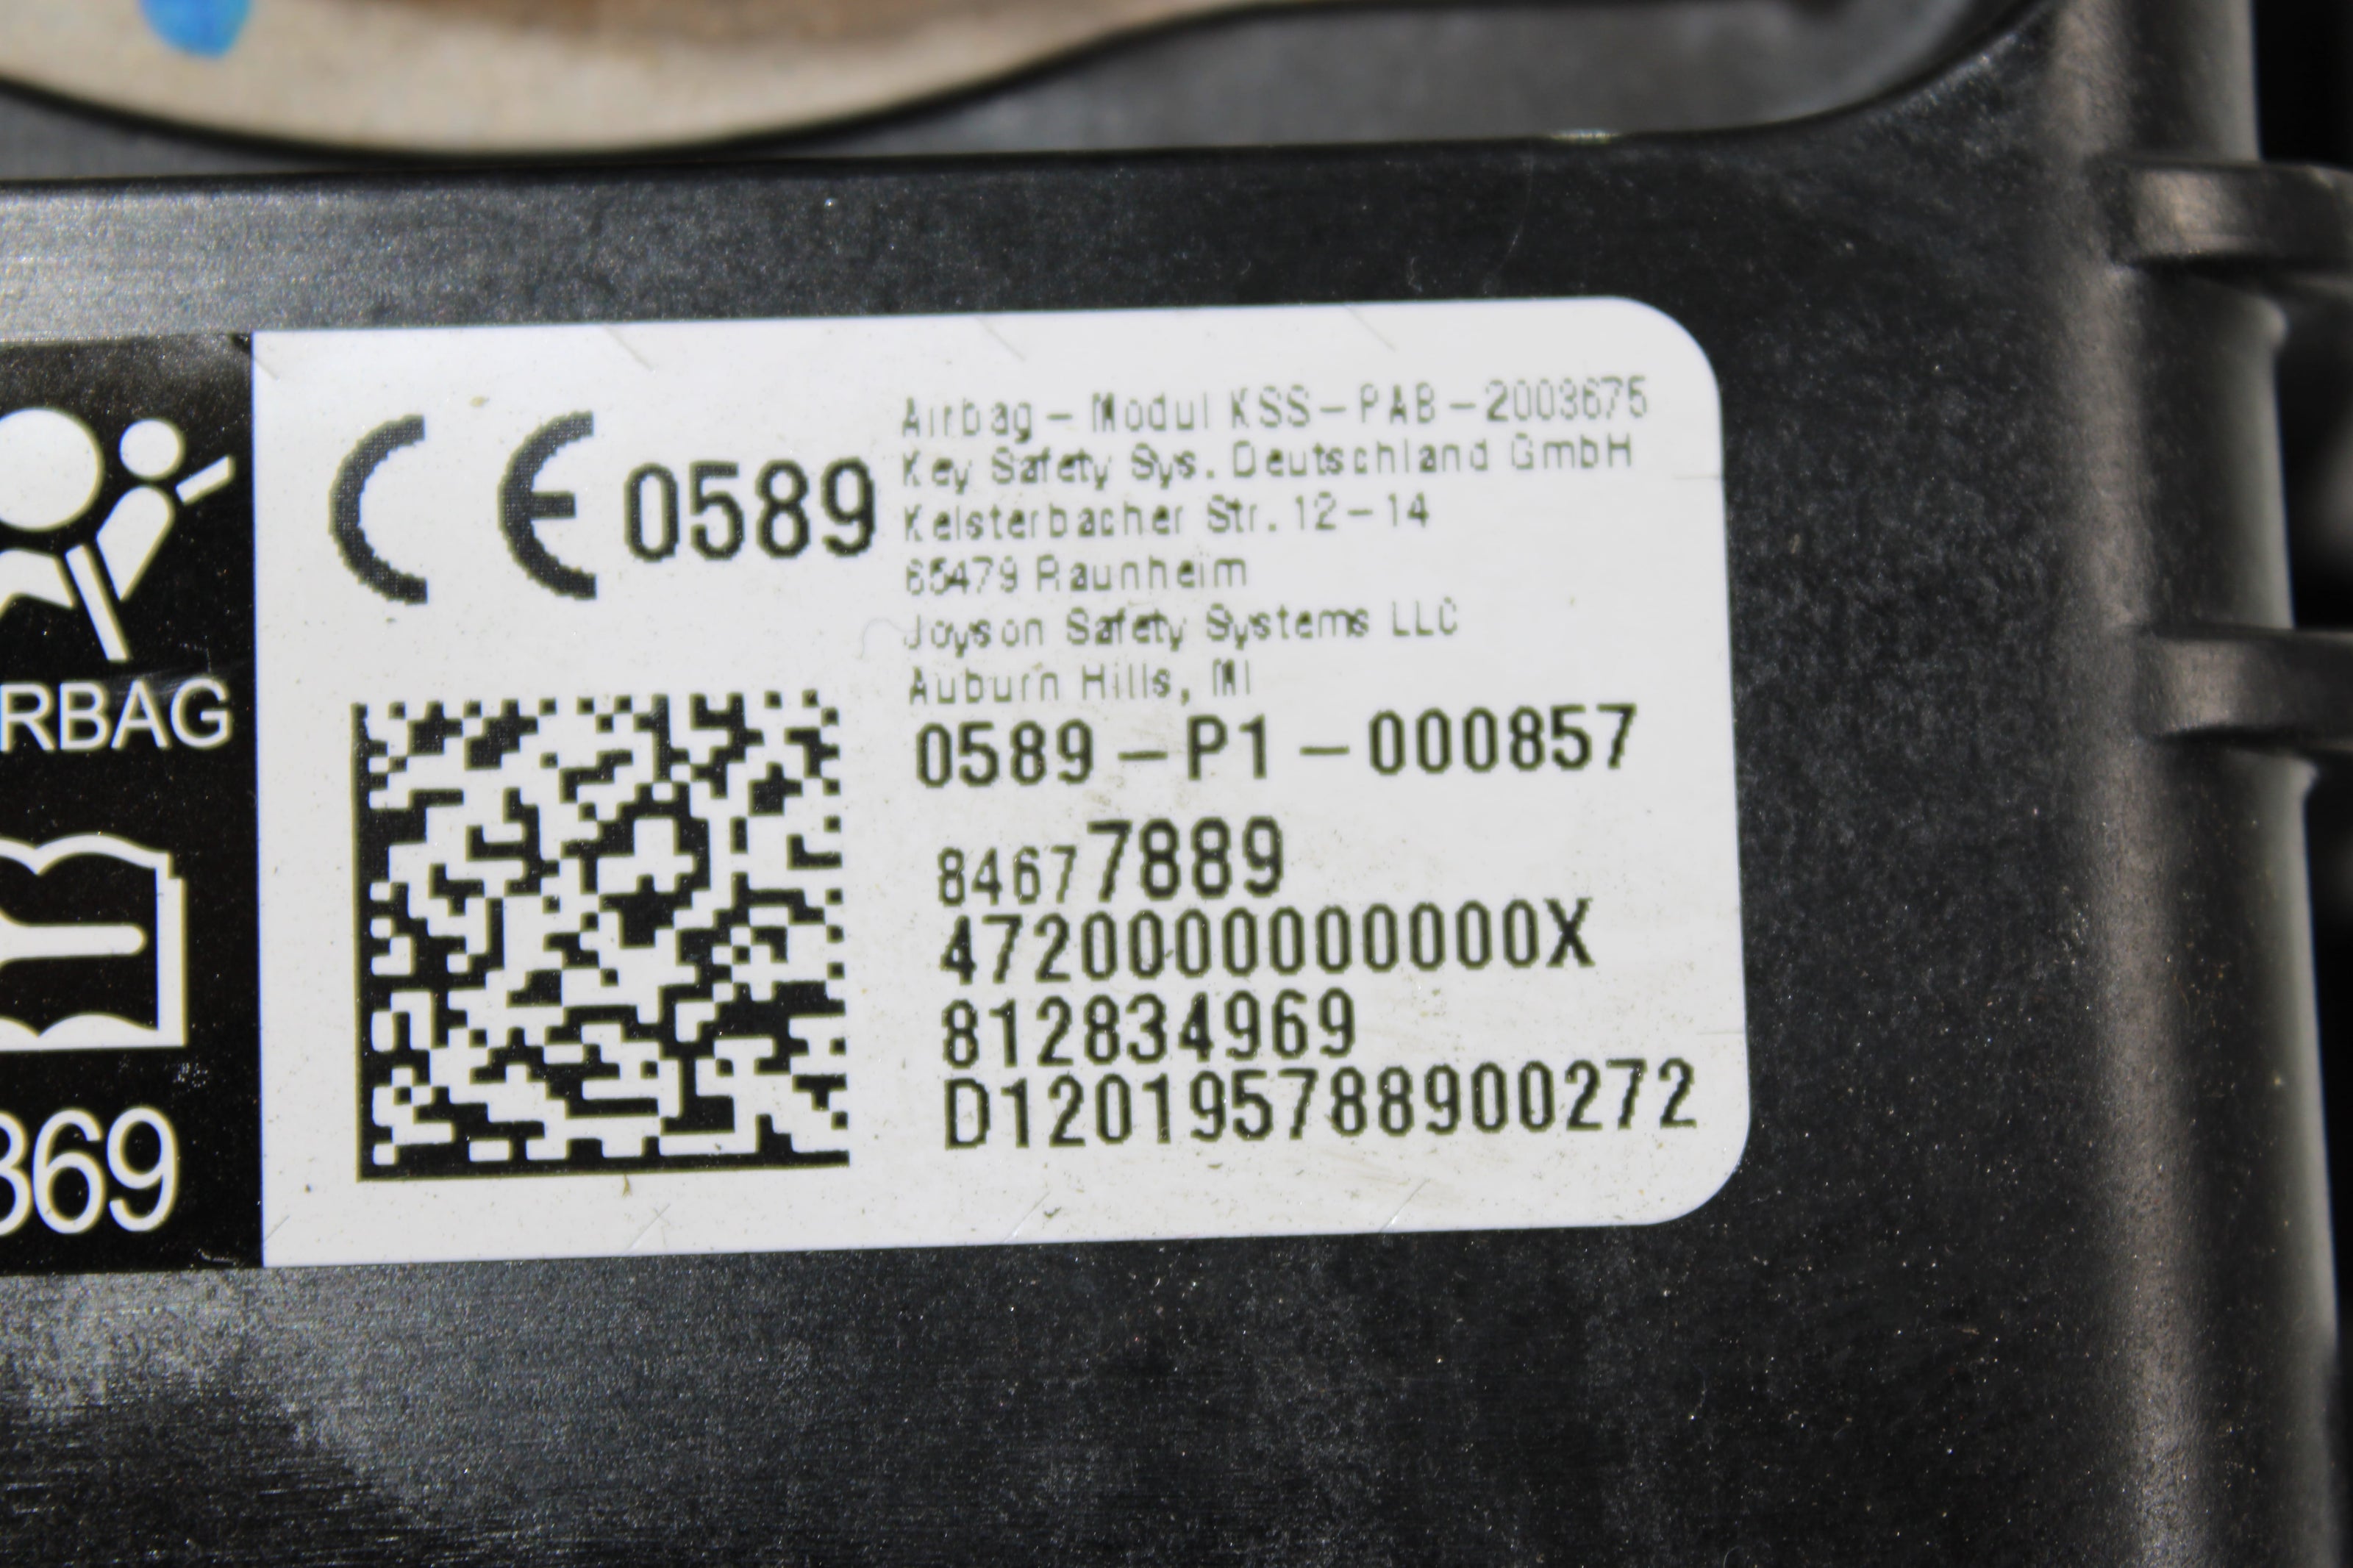 RBAG
369
CE 0589
Airbag - Modul KSS-PAB-2003675
Key Safety Sys. Deutschland GmbH
Kelsterbacher Str. 12-14
65479 Raunheim
Joyson Safety Systems LLC
Auburn Hills, MI
0589-P1-000857
84677889
4720000000000X
812834969
D120195788900272